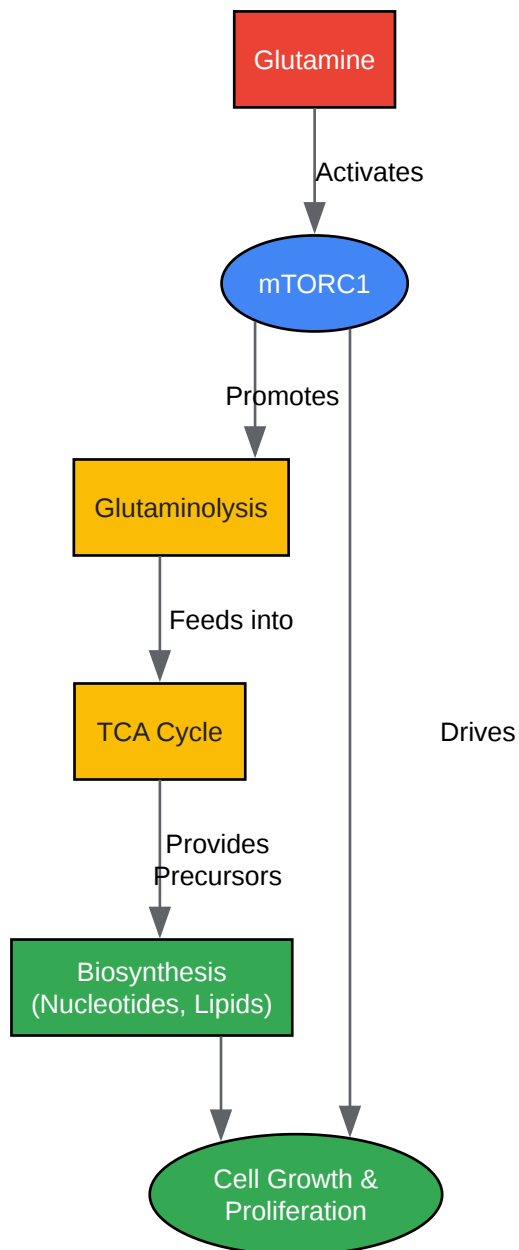 Glutamine
Activates
mTORC1
Promotes
Glutaminolysis
Feeds into
TCA Cycle
Drives
Provides
Precursors
Biosynthesis
(Nucleotides, Lipids)
Cell Growth &
Proliferation